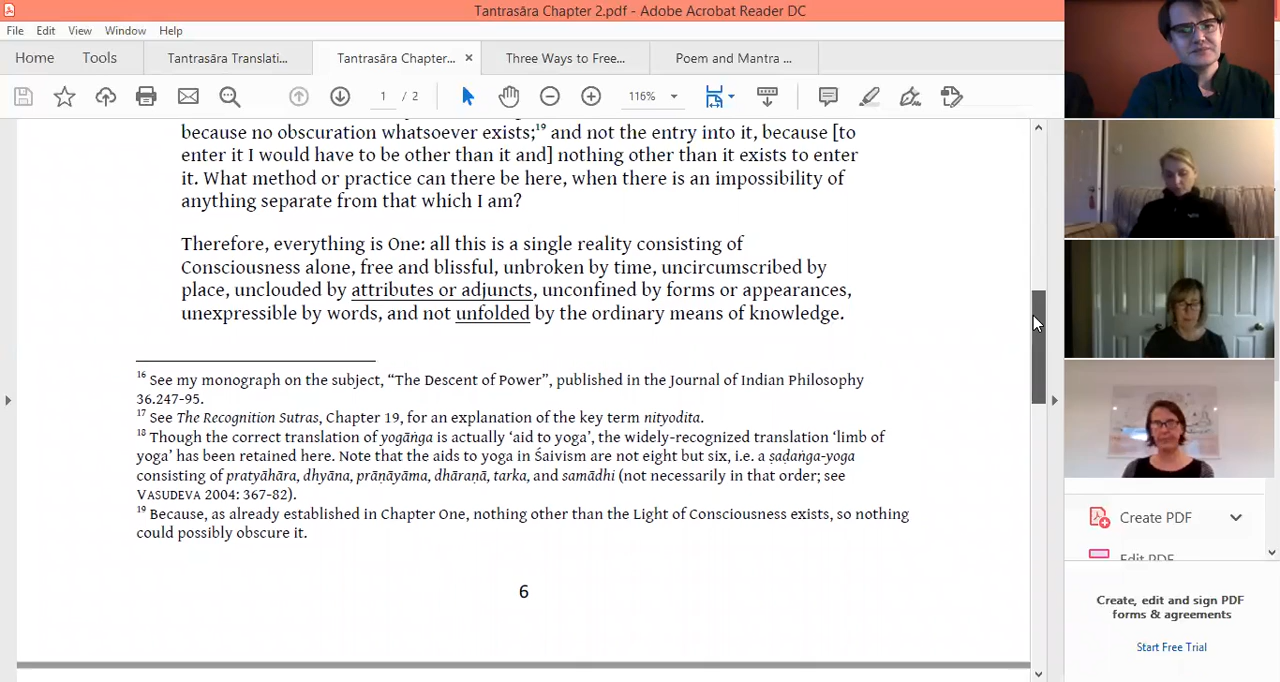 Tantrasāra Chapter 2.pdf - Adobe Acrobat Reader DC
File Edit View Window Help
Home Tools Tantrasāra Translati... Tantrasāra Chapter... × Three Ways to Free... Poem and Mantra ...
1 / 2 116%
because no obscuration whatsoever exists;19 and not the entry into it, because [to
enter it I would have to be other than it and] nothing other than it exists to enter
it. What method or practice can there be here, when there is an impossibility of
anything separate from that which I am?
Therefore, everything is One: all this is a single reality consisting of
Consciousness alone, free and blissful, unbroken by time, uncircumscribed by
place, unclouded by attributes or adjuncts, unconfined by forms or appearances,
unexpressible by words, and not unfolded by the ordinary means of knowledge.
16 See my monograph on the subject, “The Descent of Power”, published in the Journal of Indian Philosophy
36.247-95.
17 See The Recognition Sutras, Chapter 19, for an explanation of the key term nityodita.
18 Though the correct translation of yogāṅga is actually ‘aid to yoga’, the widely-recognized translation ‘limb of
yoga’ has been retained here. Note that the aids to yoga in Śaivism are not eight but six, i.e. a ṣaḍaṅga-yoga
consisting of pratyāhāra, dhyāna, prāṇāyāma, dhāraṇā, tarka, and samādhi (not necessarily in that order; see
VASUDEVA 2004: 367-82).
19 Because, as already established in Chapter One, nothing other than the Light of Consciousness exists, so nothing
could possibly obscure it.
6
Create PDF
Edit PDF
Create, edit and sign PDF
forms & agreements
Start Free Trial